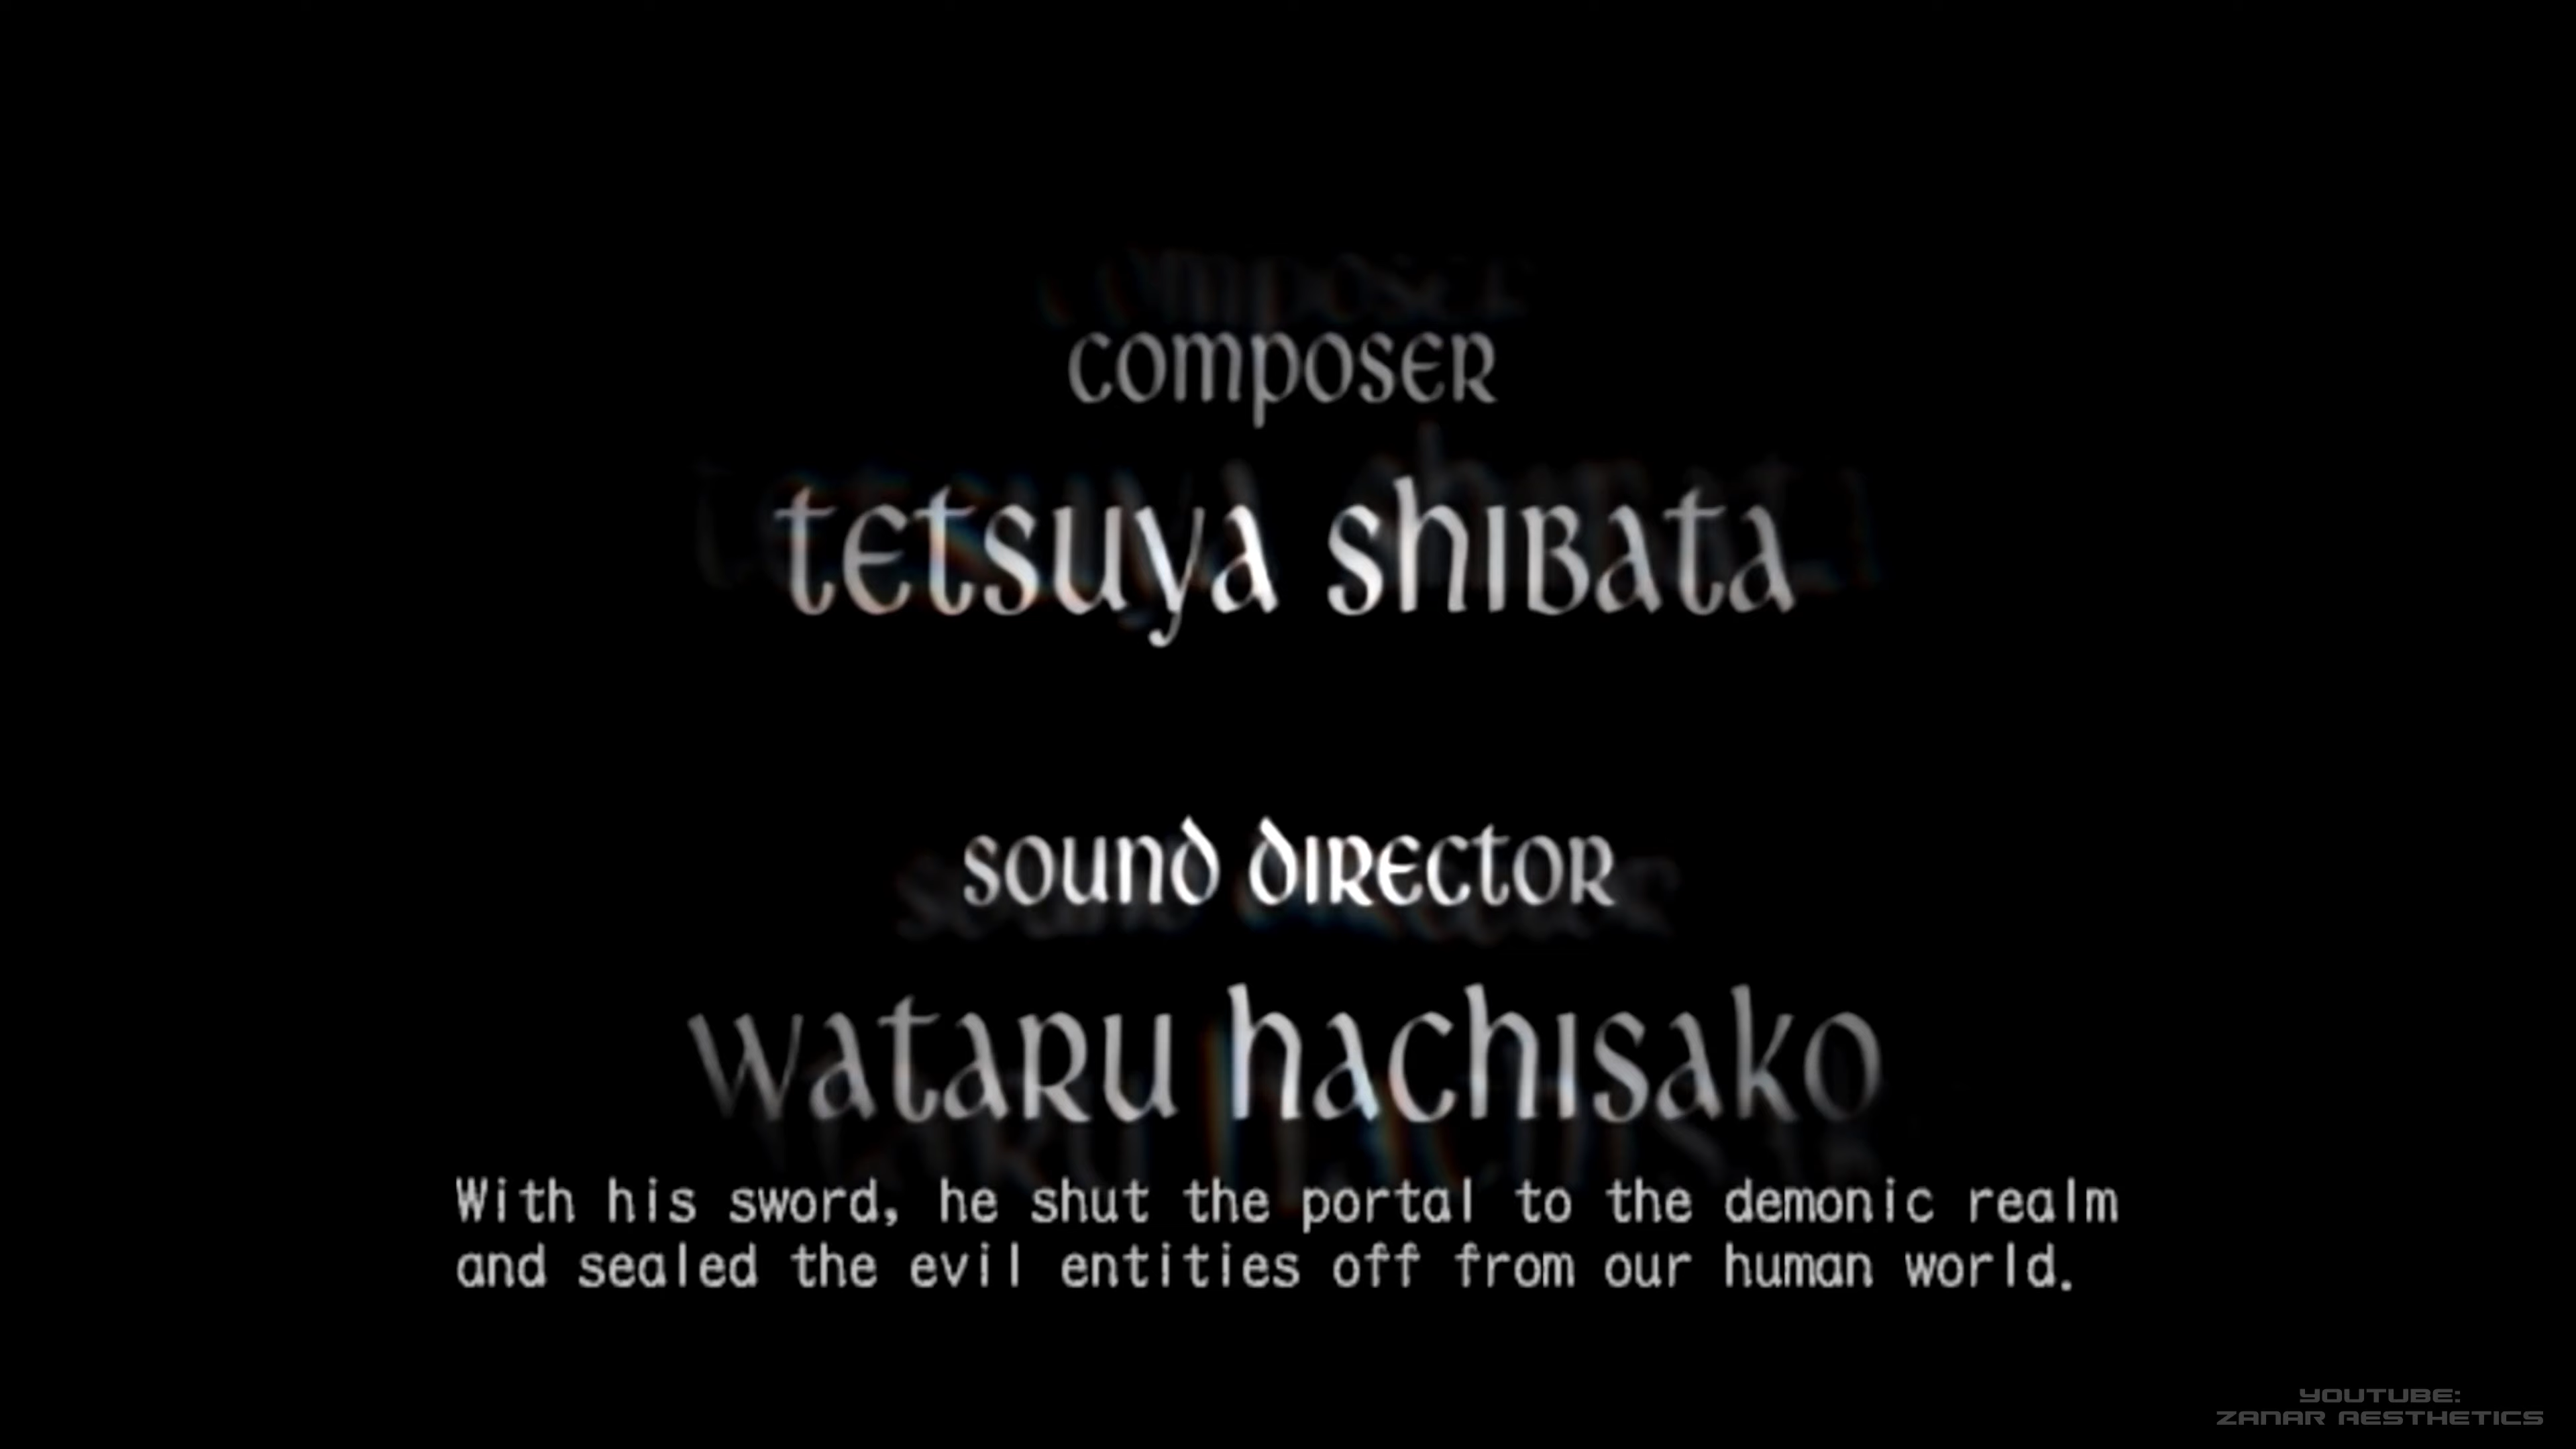 composer
tetsuya shibata
sound director
wataru hachisako
With his sword, he shut the portal to the demonic realm
and sealed the evil entities off from our human world.
YOUTUBE:
ZANAR AESTHETICS